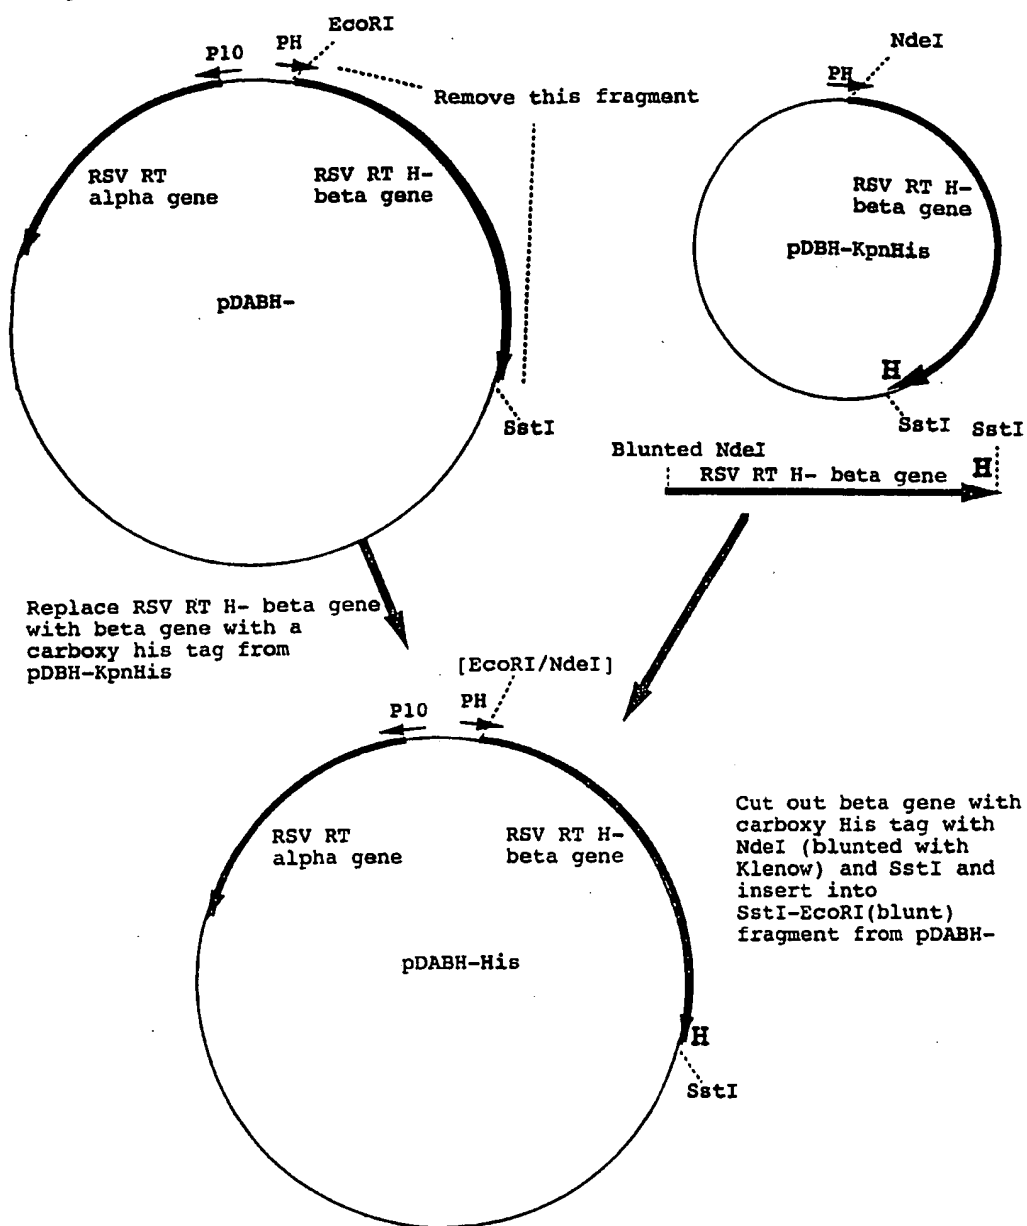 EcoRI
P10
PH
Remove this fragment
RSV RT
alpha gene
RSV RT H-
beta gene
pDABH-
SstI
NdeI
PH
RSV RT H-
beta gene
pDBH-KpnHis
H
SstI
SstI
Blunted NdeI
RSV RT H- beta gene
H
Replace RSV RT H- beta gene
with beta gene with a
carboxy his tag from
pDBH-KpnHis
[EcoRI/NdeI]
P10
PH
RSV RT
alpha gene
RSV RT H-
beta gene
pDABH-His
H
SstI
Cut out beta gene with
carboxy His tag with
NdeI (blunted with
Klenow) and SstI and
insert into
SstI-EcoRI(blunt)
fragment from pDABH-